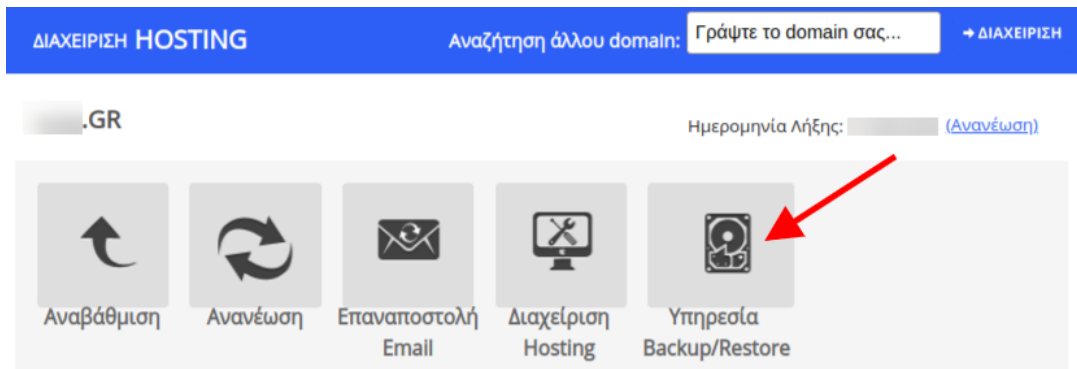 ΔΙΑΧΕΙΡΙΣΗ HOSTING
Αναζήτηση άλλου domain: Γράψτε το domain σας... ➔ ΔΙΑΧΕΙΡΙΣΗ
.GR
Ημερομηνία Λήξης: (Ανανέωση)
Αναβάθμιση
Ανανέωση
Επαναποστολή
Email
Διαχείριση
Hosting
Υπηρεσία
Backup/Restore